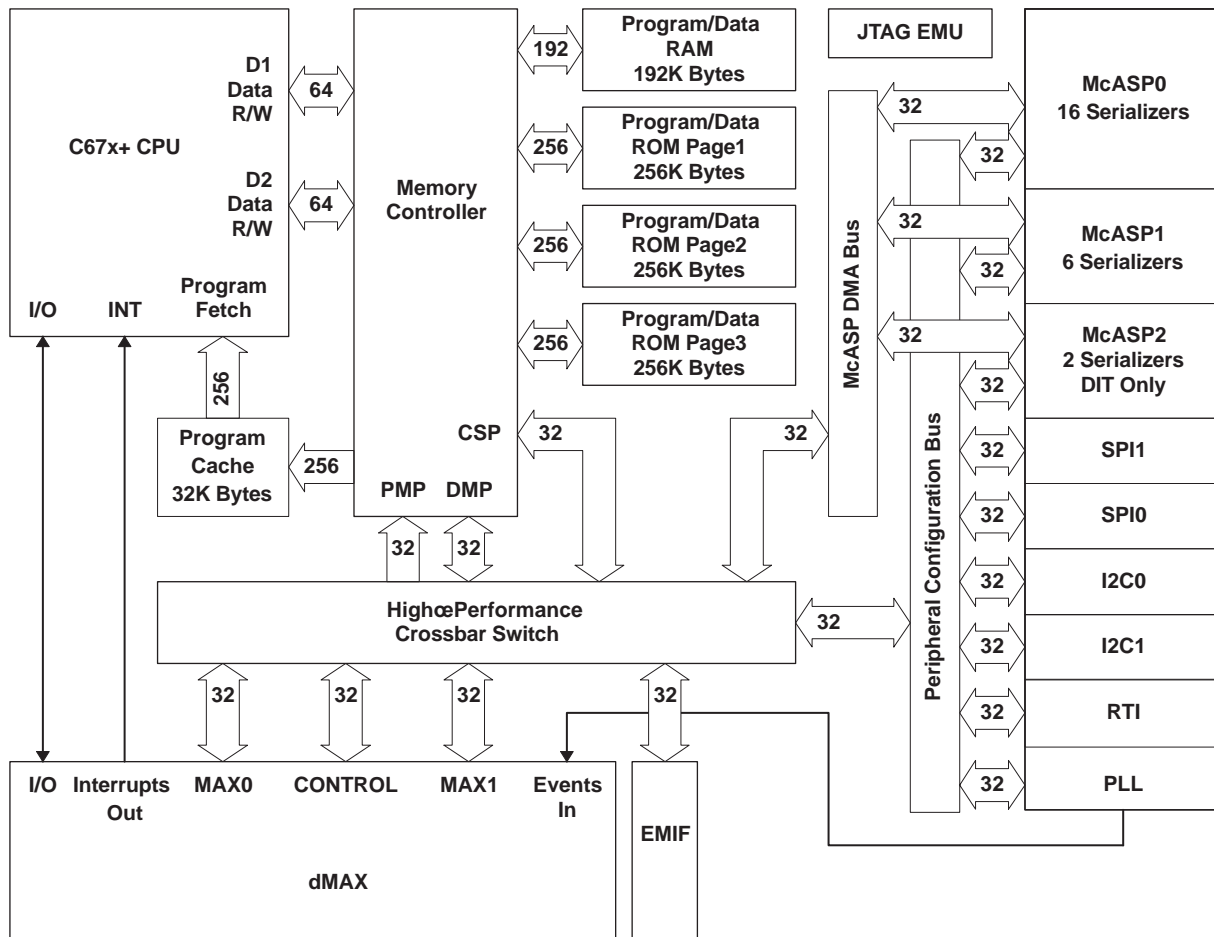 D1
Data
R/W
64
C67x+ CPU
D2
Data
R/W
64
I/O
INT
Program
Fetch
256
Program
Cache
32K Bytes
256
Memory
Controller
CSP
PMP
DMP
192
Program/Data
RAM
192K Bytes
256
Program/Data
ROM Page1
256K Bytes
256
Program/Data
ROM Page2
256K Bytes
256
Program/Data
ROM Page3
256K Bytes
32
32
32
32
HighœPerformance
Crossbar Switch
32
32
32
32
32
I/O
Interrupts
Out
MAX0
CONTROL
MAX1
Events
In
dMAX
EMIF
JTAG EMU
McASP DMA Bus
Peripheral Configuration Bus
32
32
McASP0
16 Serializers
32
32
McASP1
6 Serializers
32
32
McASP2
2 Serializers
DIT Only
32
SPI1
32
SPI0
32
I2C0
32
I2C1
32
RTI
32
PLL